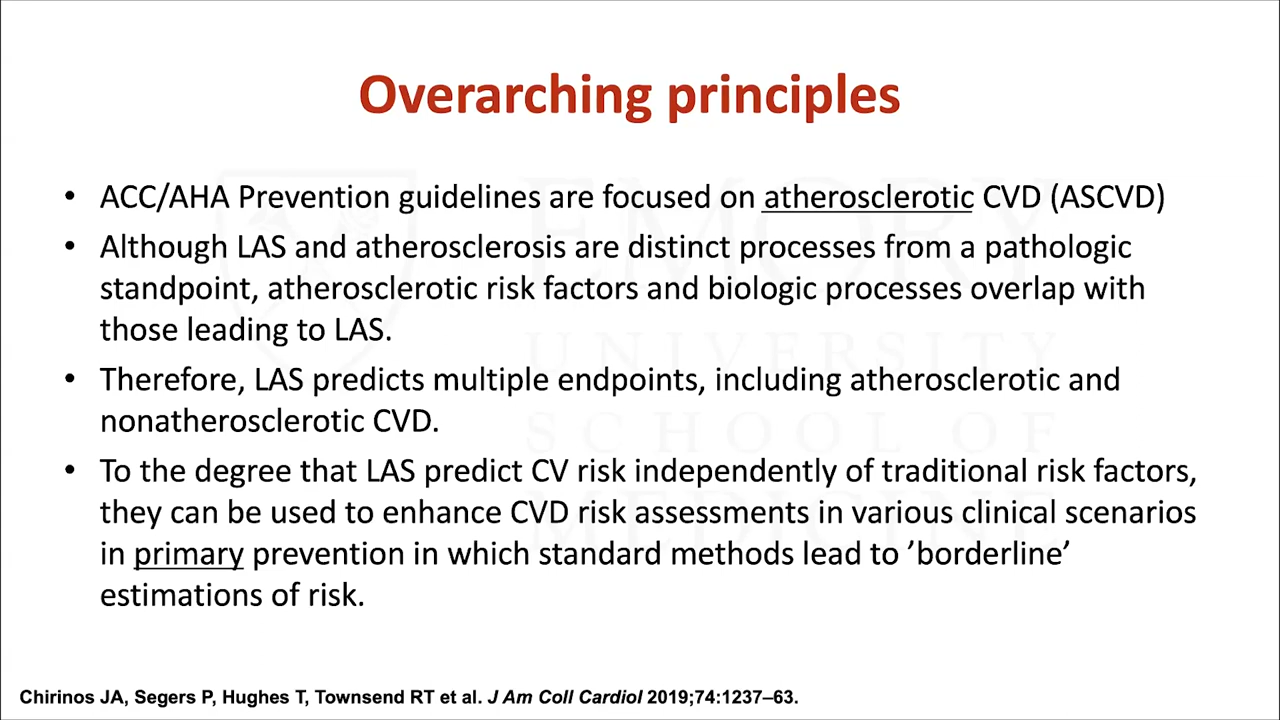 Overarching principles
• ACC/AHA Prevention guidelines are focused on atherosclerotic CVD (ASCVD)
• Although LAS and atherosclerosis are distinct processes from a pathologic
standpoint, atherosclerotic risk factors and biologic processes overlap with
those leading to LAS.
• Therefore, LAS predicts multiple endpoints, including atherosclerotic and
nonatherosclerotic CVD.
• To the degree that LAS predict CV risk independently of traditional risk factors,
they can be used to enhance CVD risk assessments in various clinical scenarios
in primary prevention in which standard methods lead to ’borderline’
estimations of risk.
EMORY
UNIVERSITY
SCHOOL OF
MEDICINE
Chirinos JA, Segers P, Hughes T, Townsend RT et al. J Am Coll Cardiol 2019;74:1237–63.